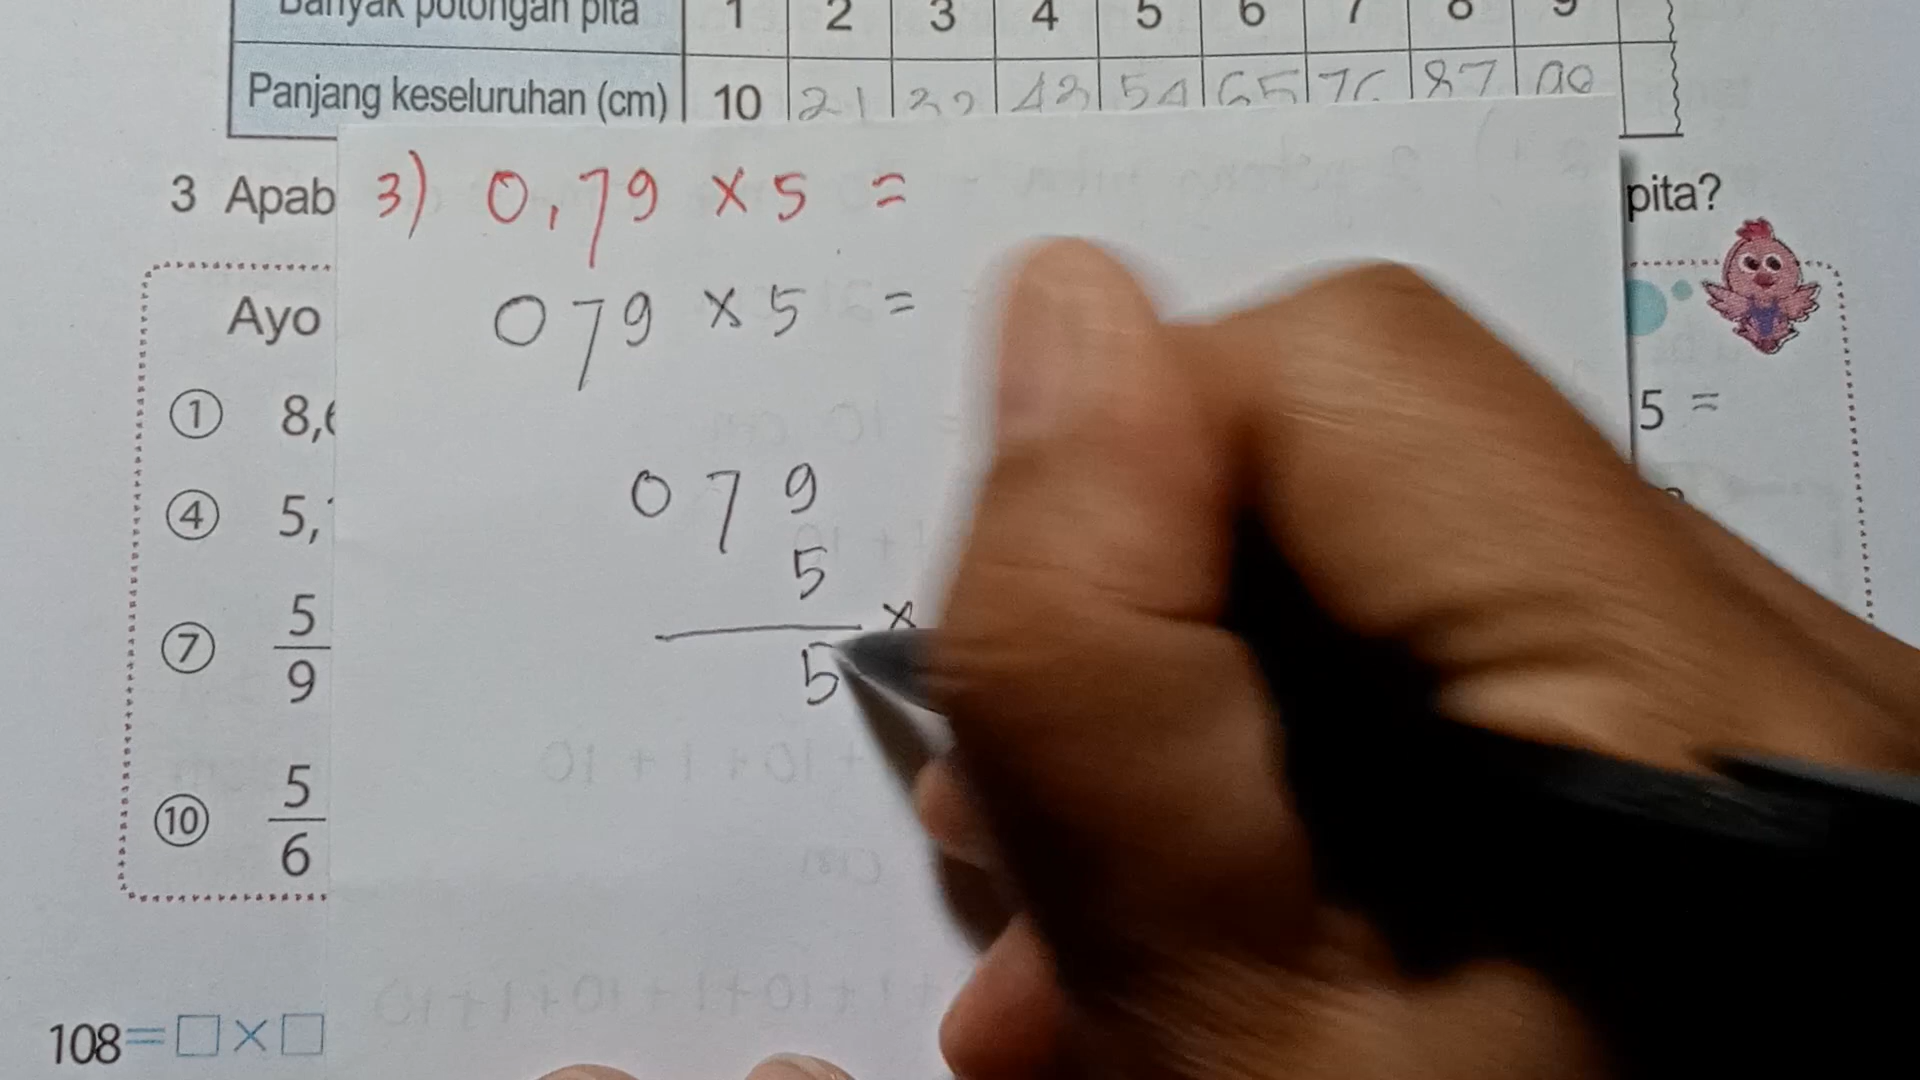 Banyak potongan pita 1 2 3 4 5 6 7 8 9
Panjang keseluruhan (cm) 10 21 32 43 54 65 76 87
3 Apab pita?
3) 0,79 × 5 =
Ayo 079 × 5 =
① 8,6 5 =
079
④ 5,
5
×
⑦ 5/9
5
⑩ 5/6
108=□×□